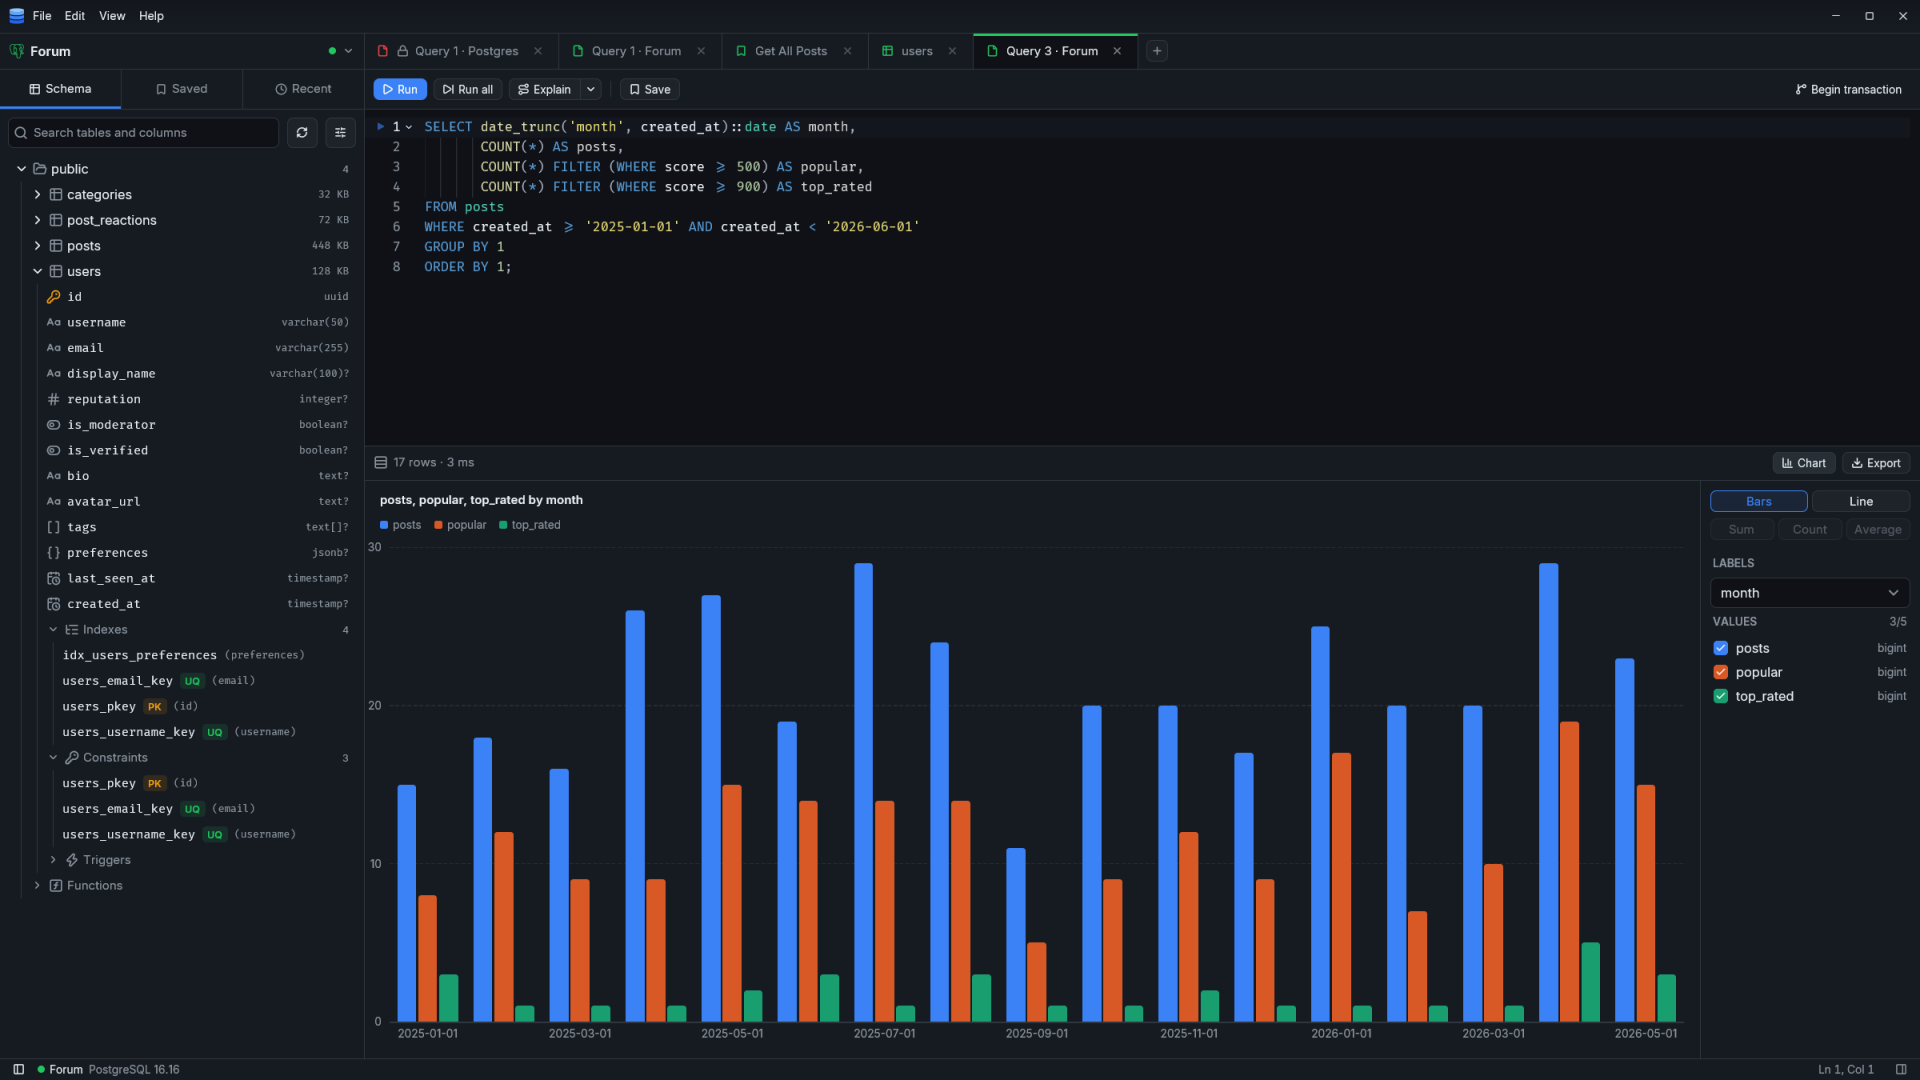 File Edit View Help
Forum
Query 1 · Postgres
Query 1 · Forum
Get All Posts
users
Query 3 · Forum
Schema
Saved
Recent
Run
Run all
Explain
Save
Begin transaction
Search tables and columns
public 4
categories 32 KB
post_reactions 72 KB
posts 448 KB
users 128 KB
id uuid
username varchar(50)
email varchar(255)
display_name varchar(100)?
reputation integer?
is_moderator boolean?
is_verified boolean?
bio text?
avatar_url text?
tags text[]?
preferences jsonb?
last_seen_at timestamp?
created_at timestamp?
Indexes 4
idx_users_preferences (preferences)
users_email_key UQ (email)
users_pkey PK (id)
users_username_key UQ (username)
Constraints 3
users_pkey PK (id)
users_email_key UQ (email)
users_username_key UQ (username)
Triggers
Functions
1 SELECT date_trunc('month', created_at)::date AS month,
2 COUNT(*) AS posts,
3 COUNT(*) FILTER (WHERE score ≥ 500) AS popular,
4 COUNT(*) FILTER (WHERE score ≥ 900) AS top_rated
5 FROM posts
6 WHERE created_at ≥ '2025-01-01' AND created_at < '2026-06-01'
7 GROUP BY 1
8 ORDER BY 1;
17 rows · 3 ms
Chart
Export
posts, popular, top_rated by month
posts popular top_rated
30
20
10
0
2025-01-01 2025-03-01 2025-05-01 2025-07-01 2025-09-01 2025-11-01 2026-01-01 2026-03-01 2026-05-01
Bars Line
Sum Count Average
LABELS
month
VALUES 3/5
posts bigint
popular bigint
top_rated bigint
Forum PostgreSQL 16.16
Ln 1, Col 1